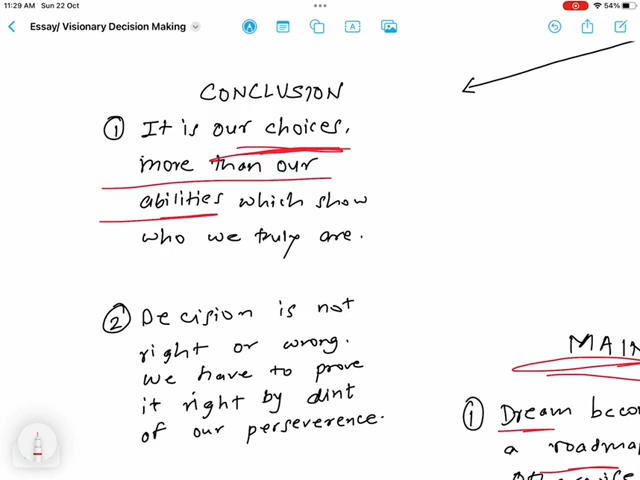 11:29 AM Sun 22 Oct
54%
Essay/ Visionary Decision Making
A
CONCLUSION
① It is our choices,
more than our
abilities which show
who we truly are.
② Decision is not
right or wrong.
we have to prove
it right by dint
of our perseverence.
MAIN
① Dream becom
a roadmap